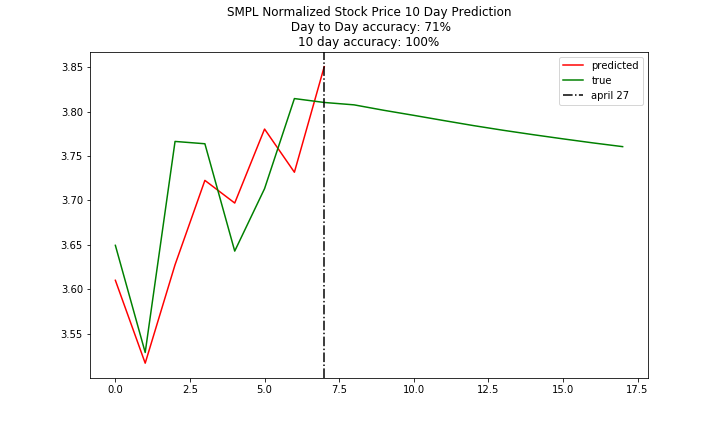 SMPL Normalized Stock Price 10 Day Prediction
Day to Day accuracy: 71%
10 day accuracy: 100%
predicted
true
april 27
3.85
3.80
3.75
3.70
3.65
3.60
3.55
0.0 2.5 5.0 7.5 10.0 12.5 15.0 17.5